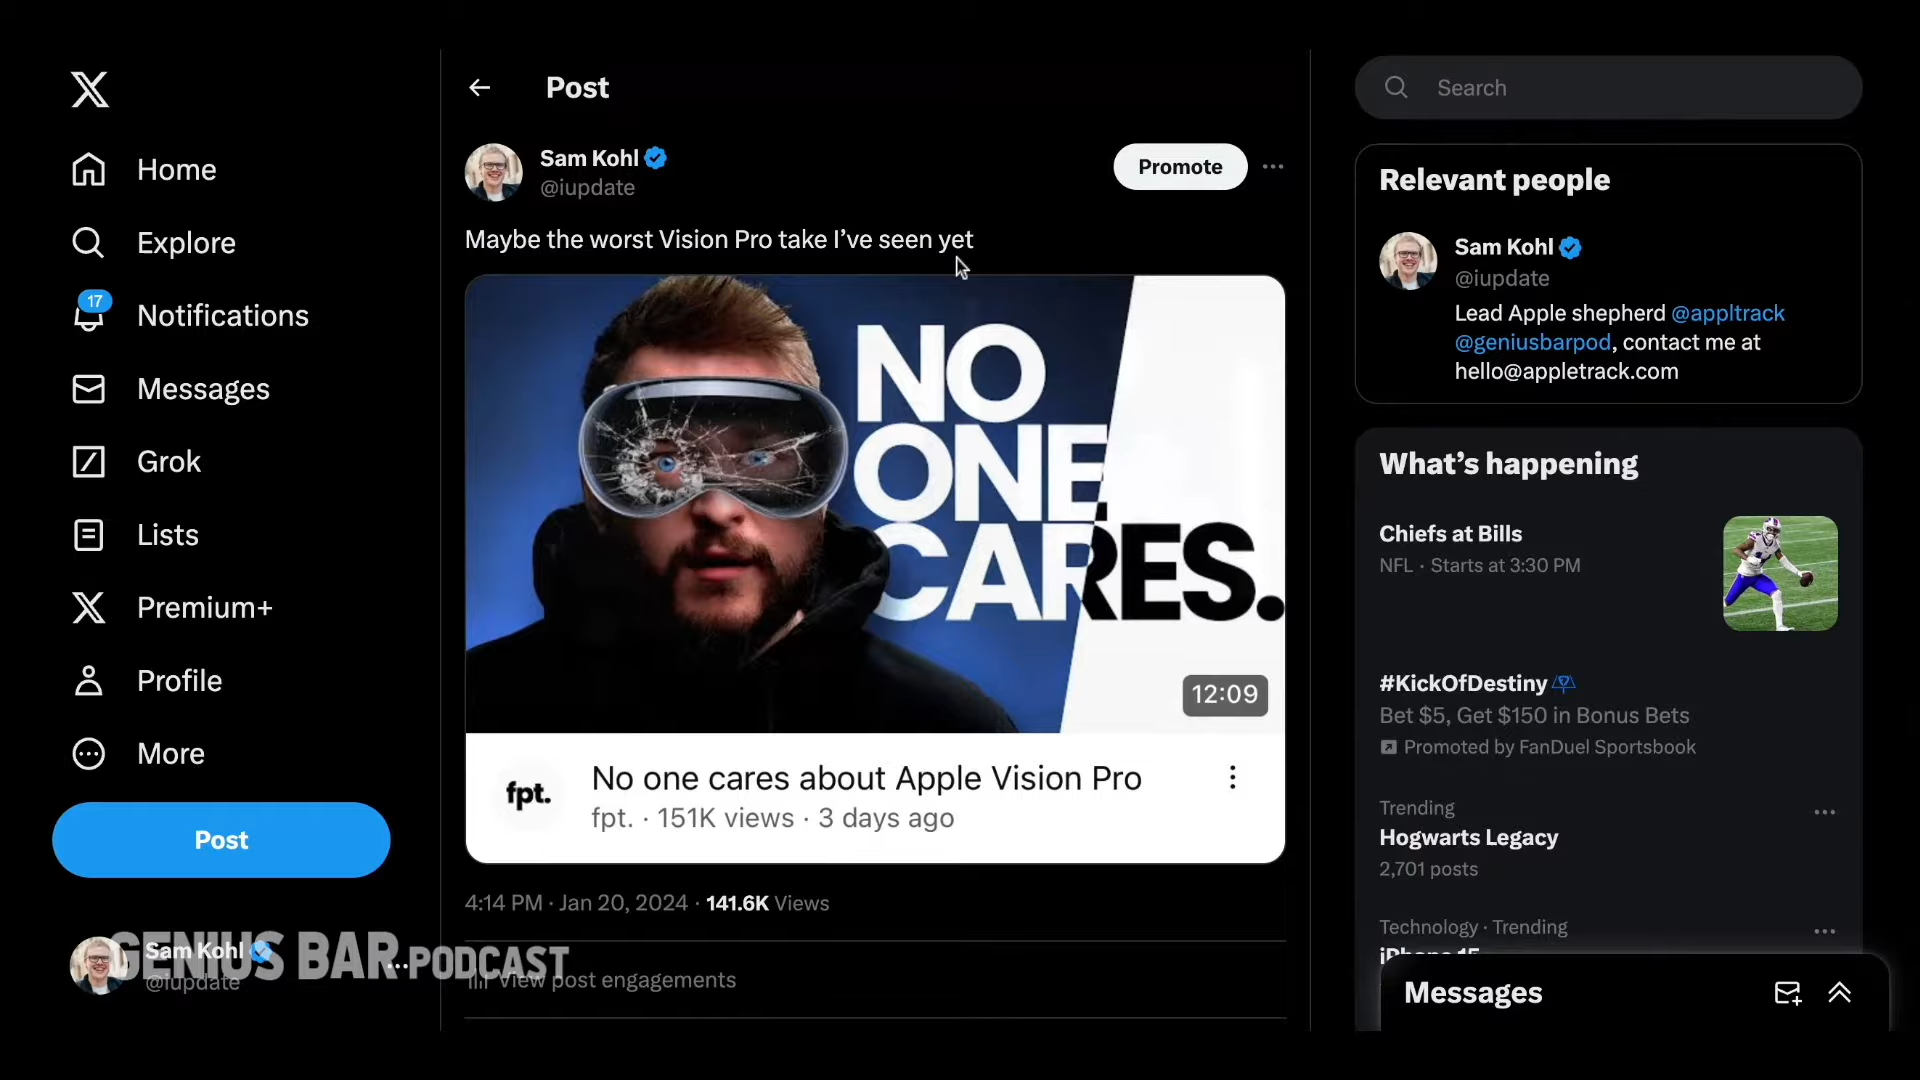 Home
Explore
17
Notifications
Messages
Grok
Lists
Premium+
Profile
More
Post
Sam Kohl
@iupdate
GENIUS BAR PODCAST
Post
Sam Kohl
@iupdate
Promote
Maybe the worst Vision Pro take I’ve seen yet
NO
ONE
CARES.
12:09
fpt.
No one cares about Apple Vision Pro
fpt. · 151K views · 3 days ago
4:14 PM · Jan 20, 2024 · 141.6K Views
View post engagements
Search
Relevant people
Sam Kohl
@iupdate
Lead Apple shepherd @appltrack
@geniusbarpod, contact me at
hello@appletrack.com
What’s happening
Chiefs at Bills
NFL · Starts at 3:30 PM
#KickOfDestiny
Bet $5, Get $150 in Bonus Bets
Promoted by FanDuel Sportsbook
Trending
Hogwarts Legacy
2,701 posts
Technology · Trending
iPhone 15
Messages